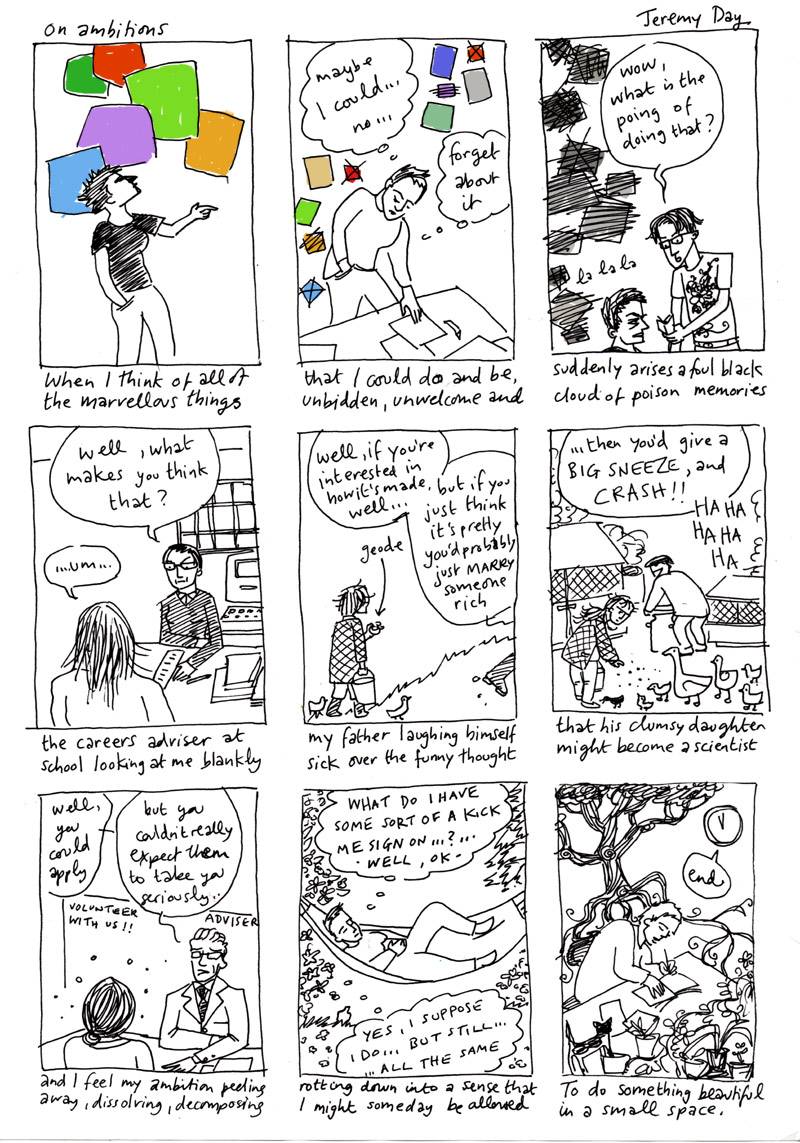 on ambitions
Jeremy Day
When I think of all of
the marvellous things
maybe
I could...
no...
forget
about
it
that I could do and be,
unbidden, unwelcome and
wow,
what is the
poing of
doing that?
la la la
suddenly arises a foul black
cloud of poison memories
well, what
makes you think
that?
...um...
the careers adviser at
school looking at me blankly
well, if you're
interested in
how it's made,
well...
but if you
just think
it's pretty
you'd probably
just MARRY
someone
rich
geode
my father laughing himself
sick over the funny thought
...then you'd give a
BIG SNEEZE, and
CRASH!!
HA HA
HA HA
HA
that his clumsy daughter
might become a scientist
well,
you
could
apply
but you
couldn't really
expect them
to take you
seriously..
VOLUNTEER
WITH US!!
ADVISER
and I feel my ambition peeling
away, dissolving, decomposing
WHAT DO I HAVE
SOME SORT OF A KICK
ME SIGN ON...?...
- WELL, OK -
YES, I SUPPOSE
I DO... BUT STILL...
... ALL THE SAME
rotting down into a sense that
I might someday be allowed
end
To do something beautiful
in a small space.